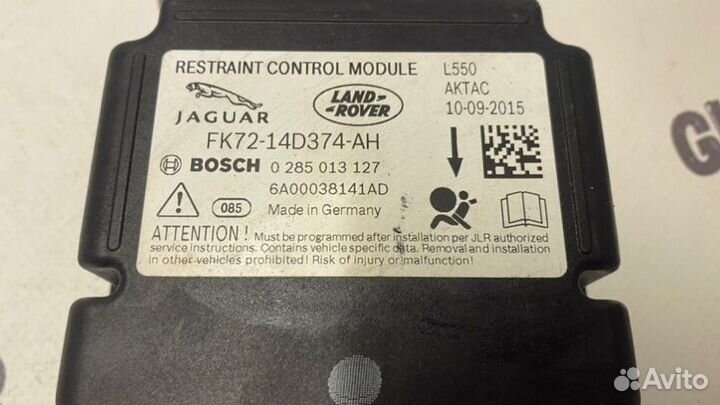 RESTRAINT CONTROL MODULE L550
AKTAC
10-09-2015
JAGUAR LAND-ROVER
FK72-14D374-AH
BOSCH 0 285 013 127
6A00038141AD
085 Made in Germany
ATTENTION! Must be programmed after installation per JLR authorized
service instructions. Contains vehicle specific data. Removal and installation
in other vehicles prohibited! Risk of injury or malfunction!
Avito